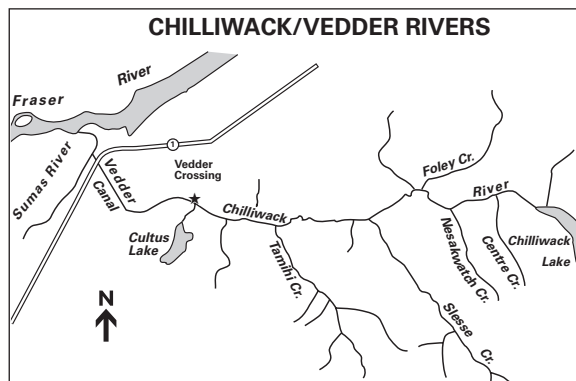 CHILLIWACK/VEDDER RIVERS
River
Fraser
1
Sumas River
Vedder
Canal
Vedder
Crossing
Foley Cr.
River
Chilliwack
Cultus
Lake
Tamihi Cr.
Nesakwatch Cr.
Centre Cr.
Chilliwack
Lake
Slesse
Cr.
N